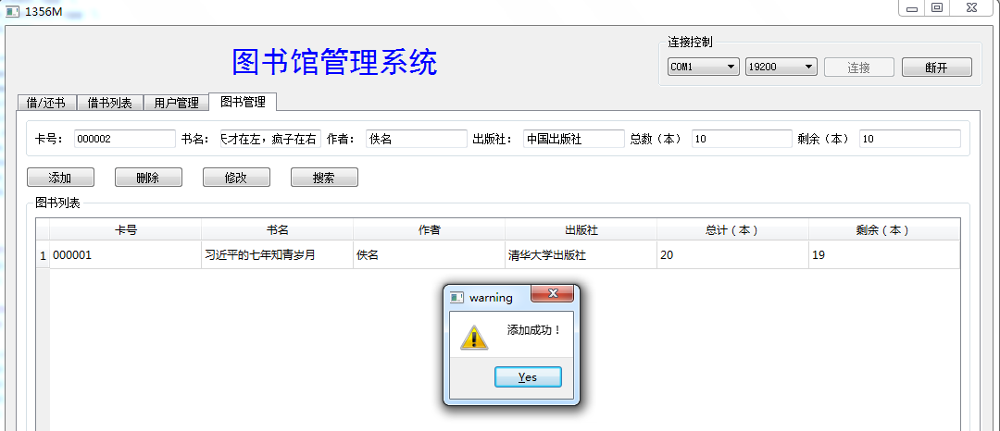 1356M
图书馆管理系统
连接控制
COM1 19200 连接 断开
借/还书 借书列表 用户管理 图书管理
卡号： 000002 书名： 天才在左，疯子在右 作者： 佚名 出版社： 中国出版社 总数（本） 10 剩余（本） 10
添加 删除 修改 搜索
图书列表
卡号 书名 作者 出版社 总计（本） 剩余（本）
1 000001 习近平的七年知青岁月 佚名 清华大学出版社 20 19
warning
添加成功！
Yes